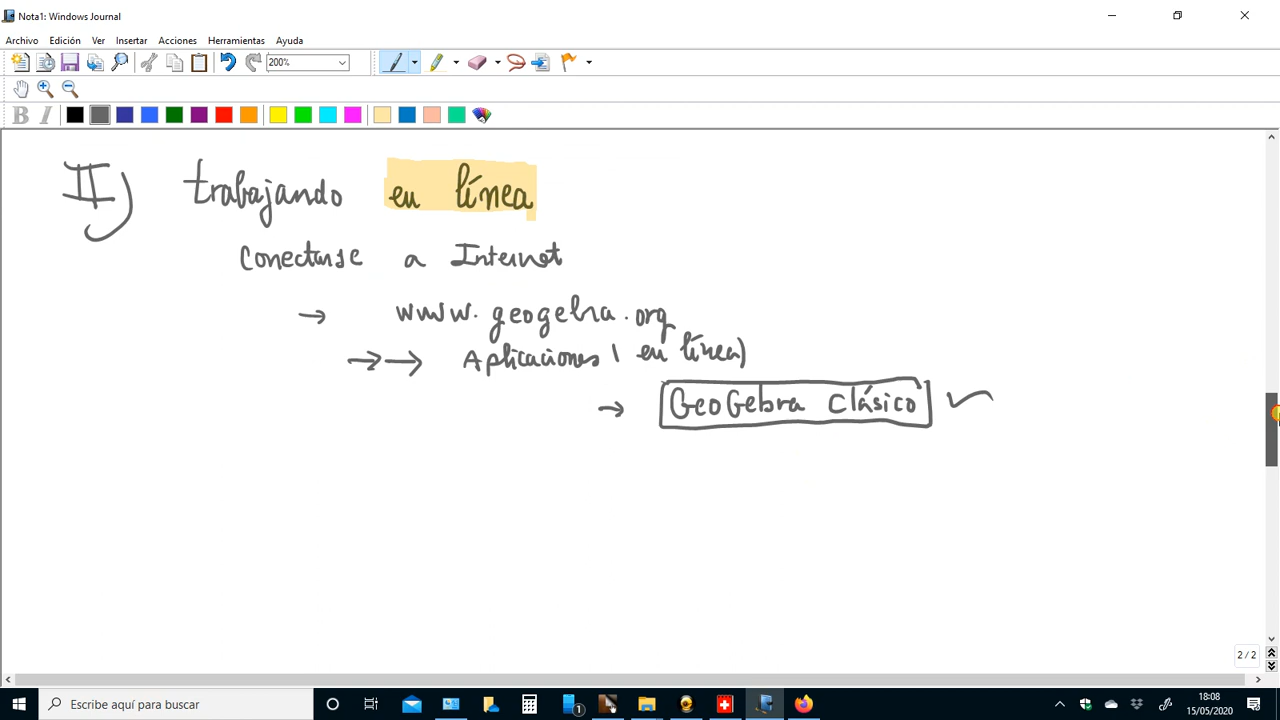 Nota1: Windows Journal
Archivo Edición Ver Insertar Acciones Herramientas Ayuda
200%
B I
II) trabajando en línea
Conectarse a Internet
→ www.geogebra.org
→→ Aplicaciones ( en línea)
→ GeoGebra Clásico ✓
2/2
Escribe aquí para buscar
1
18:08
15/05/2020